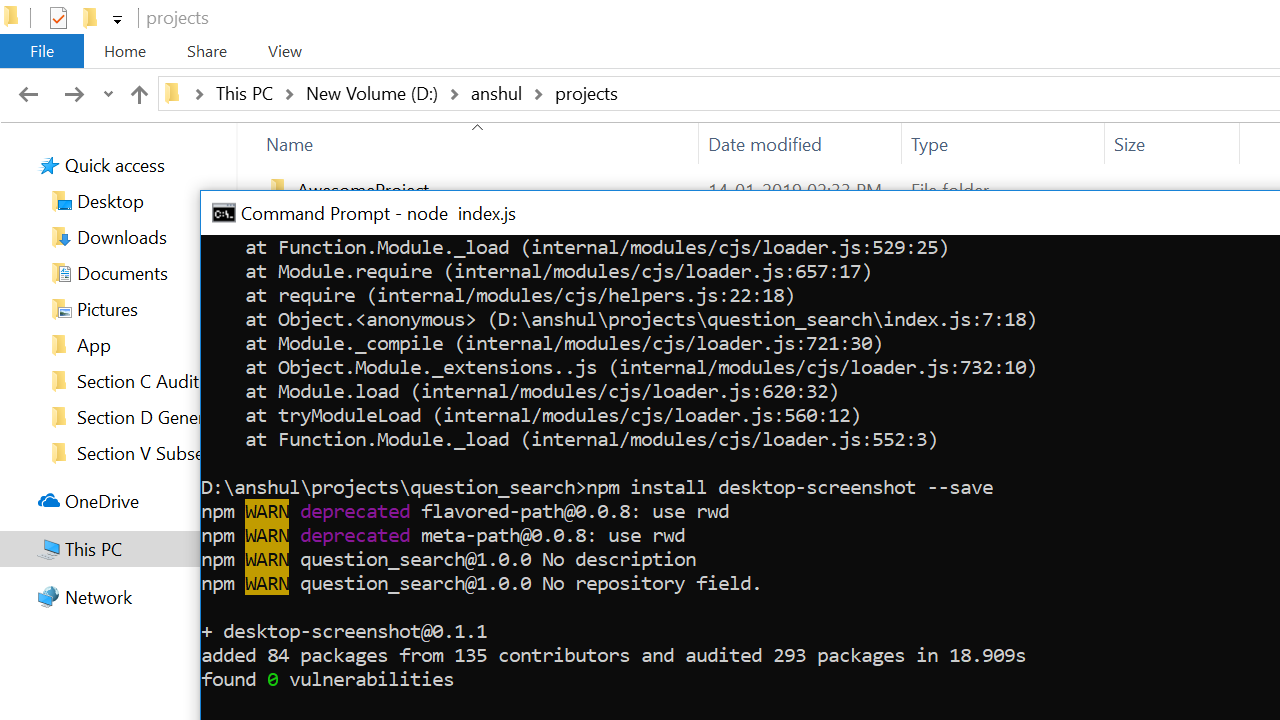 projects
File Home Share View
This PC New Volume (D:) anshul projects
Name Date modified Type Size
Quick access
AwesomeProject 14-01-2019 02:33 PM File folder
Desktop
Downloads
Documents
Pictures
App
Section C Audit
Section D Gener
Section V Subse
OneDrive
This PC
Network
C:\. Command Prompt - node index.js
at Function.Module._load (internal/modules/cjs/loader.js:529:25)
at Module.require (internal/modules/cjs/loader.js:657:17)
at require (internal/modules/cjs/helpers.js:22:18)
at Object.<anonymous> (D:\anshul\projects\question_search\index.js:7:18)
at Module._compile (internal/modules/cjs/loader.js:721:30)
at Object.Module._extensions..js (internal/modules/cjs/loader.js:732:10)
at Module.load (internal/modules/cjs/loader.js:620:32)
at tryModuleLoad (internal/modules/cjs/loader.js:560:12)
at Function.Module._load (internal/modules/cjs/loader.js:552:3)
D:\anshul\projects\question_search>npm install desktop-screenshot --save
npm WARN deprecated flavored-path@0.0.8: use rwd
npm WARN deprecated meta-path@0.0.8: use rwd
npm WARN question_search@1.0.0 No description
npm WARN question_search@1.0.0 No repository field.
+ desktop-screenshot@0.1.1
added 84 packages from 135 contributors and audited 293 packages in 18.909s
found 0 vulnerabilities